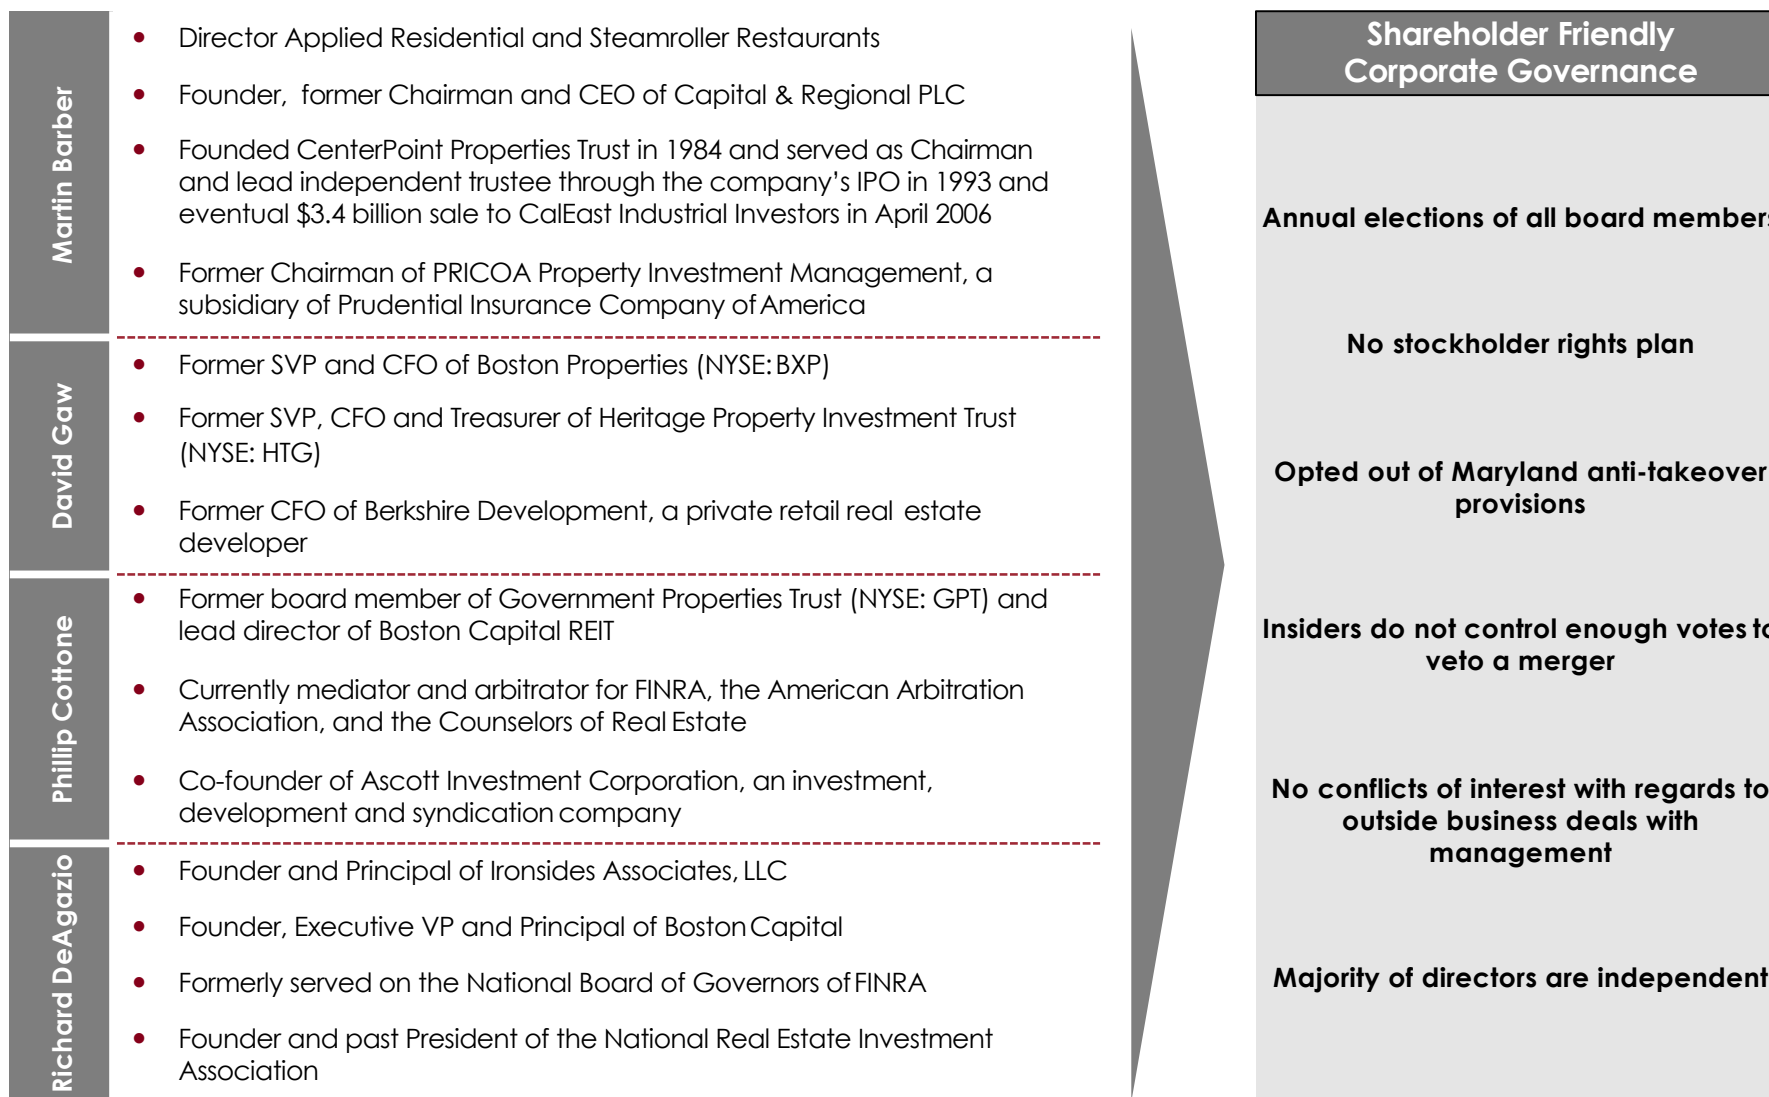 Martin Barber
Director Applied Residential and Steamroller Restaurants
Founder, former Chairman and CEO of Capital & Regional PLC
Founded CenterPoint Properties Trust in 1984 and served as Chairman
and lead independent trustee through the company's IPO in 1993 and
eventual $3.4 billion sale to CalEast Industrial Investors in April 2006
Former Chairman of PRICOA Property Investment Management, a
subsidiary of Prudential Insurance Company of America
David Gaw
Former SVP and CFO of Boston Properties (NYSE: BXP)
Former SVP, CFO and Treasurer of Heritage Property Investment Trust
(NYSE: HTG)
Former CFO of Berkshire Development, a private retail real estate
developer
Phillip Cottone
Former board member of Government Properties Trust (NYSE: GPT) and
lead director of Boston Capital REIT
Currently mediator and arbitrator for FINRA, the American Arbitration
Association, and the Counselors of Real Estate
Co-founder of Ascott Investment Corporation, an investment,
development and syndication company
Richard DeAgazio
Founder and Principal of Ironsides Associates, LLC
Founder, Executive VP and Principal of Boston Capital
Formerly served on the National Board of Governors of FINRA
Founder and past President of the National Real Estate Investment
Association
Shareholder Friendly
Corporate Governance
Annual elections of all board members
No stockholder rights plan
Opted out of Maryland anti-takeover
provisions
Insiders do not control enough votes to
veto a merger
No conflicts of interest with regards to
outside business deals with
management
Majority of directors are independent